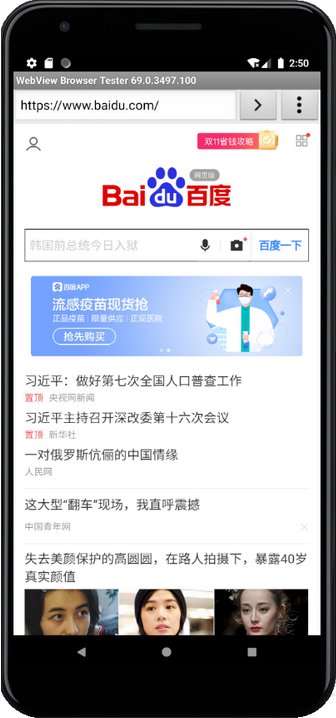 2:50
WebView Browser Tester 69.0.3497.100
https://www.baidu.com/
双11省钱攻略
网页版
Bai du 百度
韩国前总统今日入狱
百度一下
百度APP
流感疫苗现货抢
正品疫苗 限量供应 正规医院
抢先购买
习近平：做好第七次全国人口普查工作
置顶 央视网新闻
习近平主持召开深改委第十六次会议
置顶 新华社
一对俄罗斯伉俪的中国情缘
人民网
这大型“翻车”现场，我直呼震撼
中国青年网
失去美颜保护的高圆圆，在路人拍摄下，暴露40岁
真实颜值